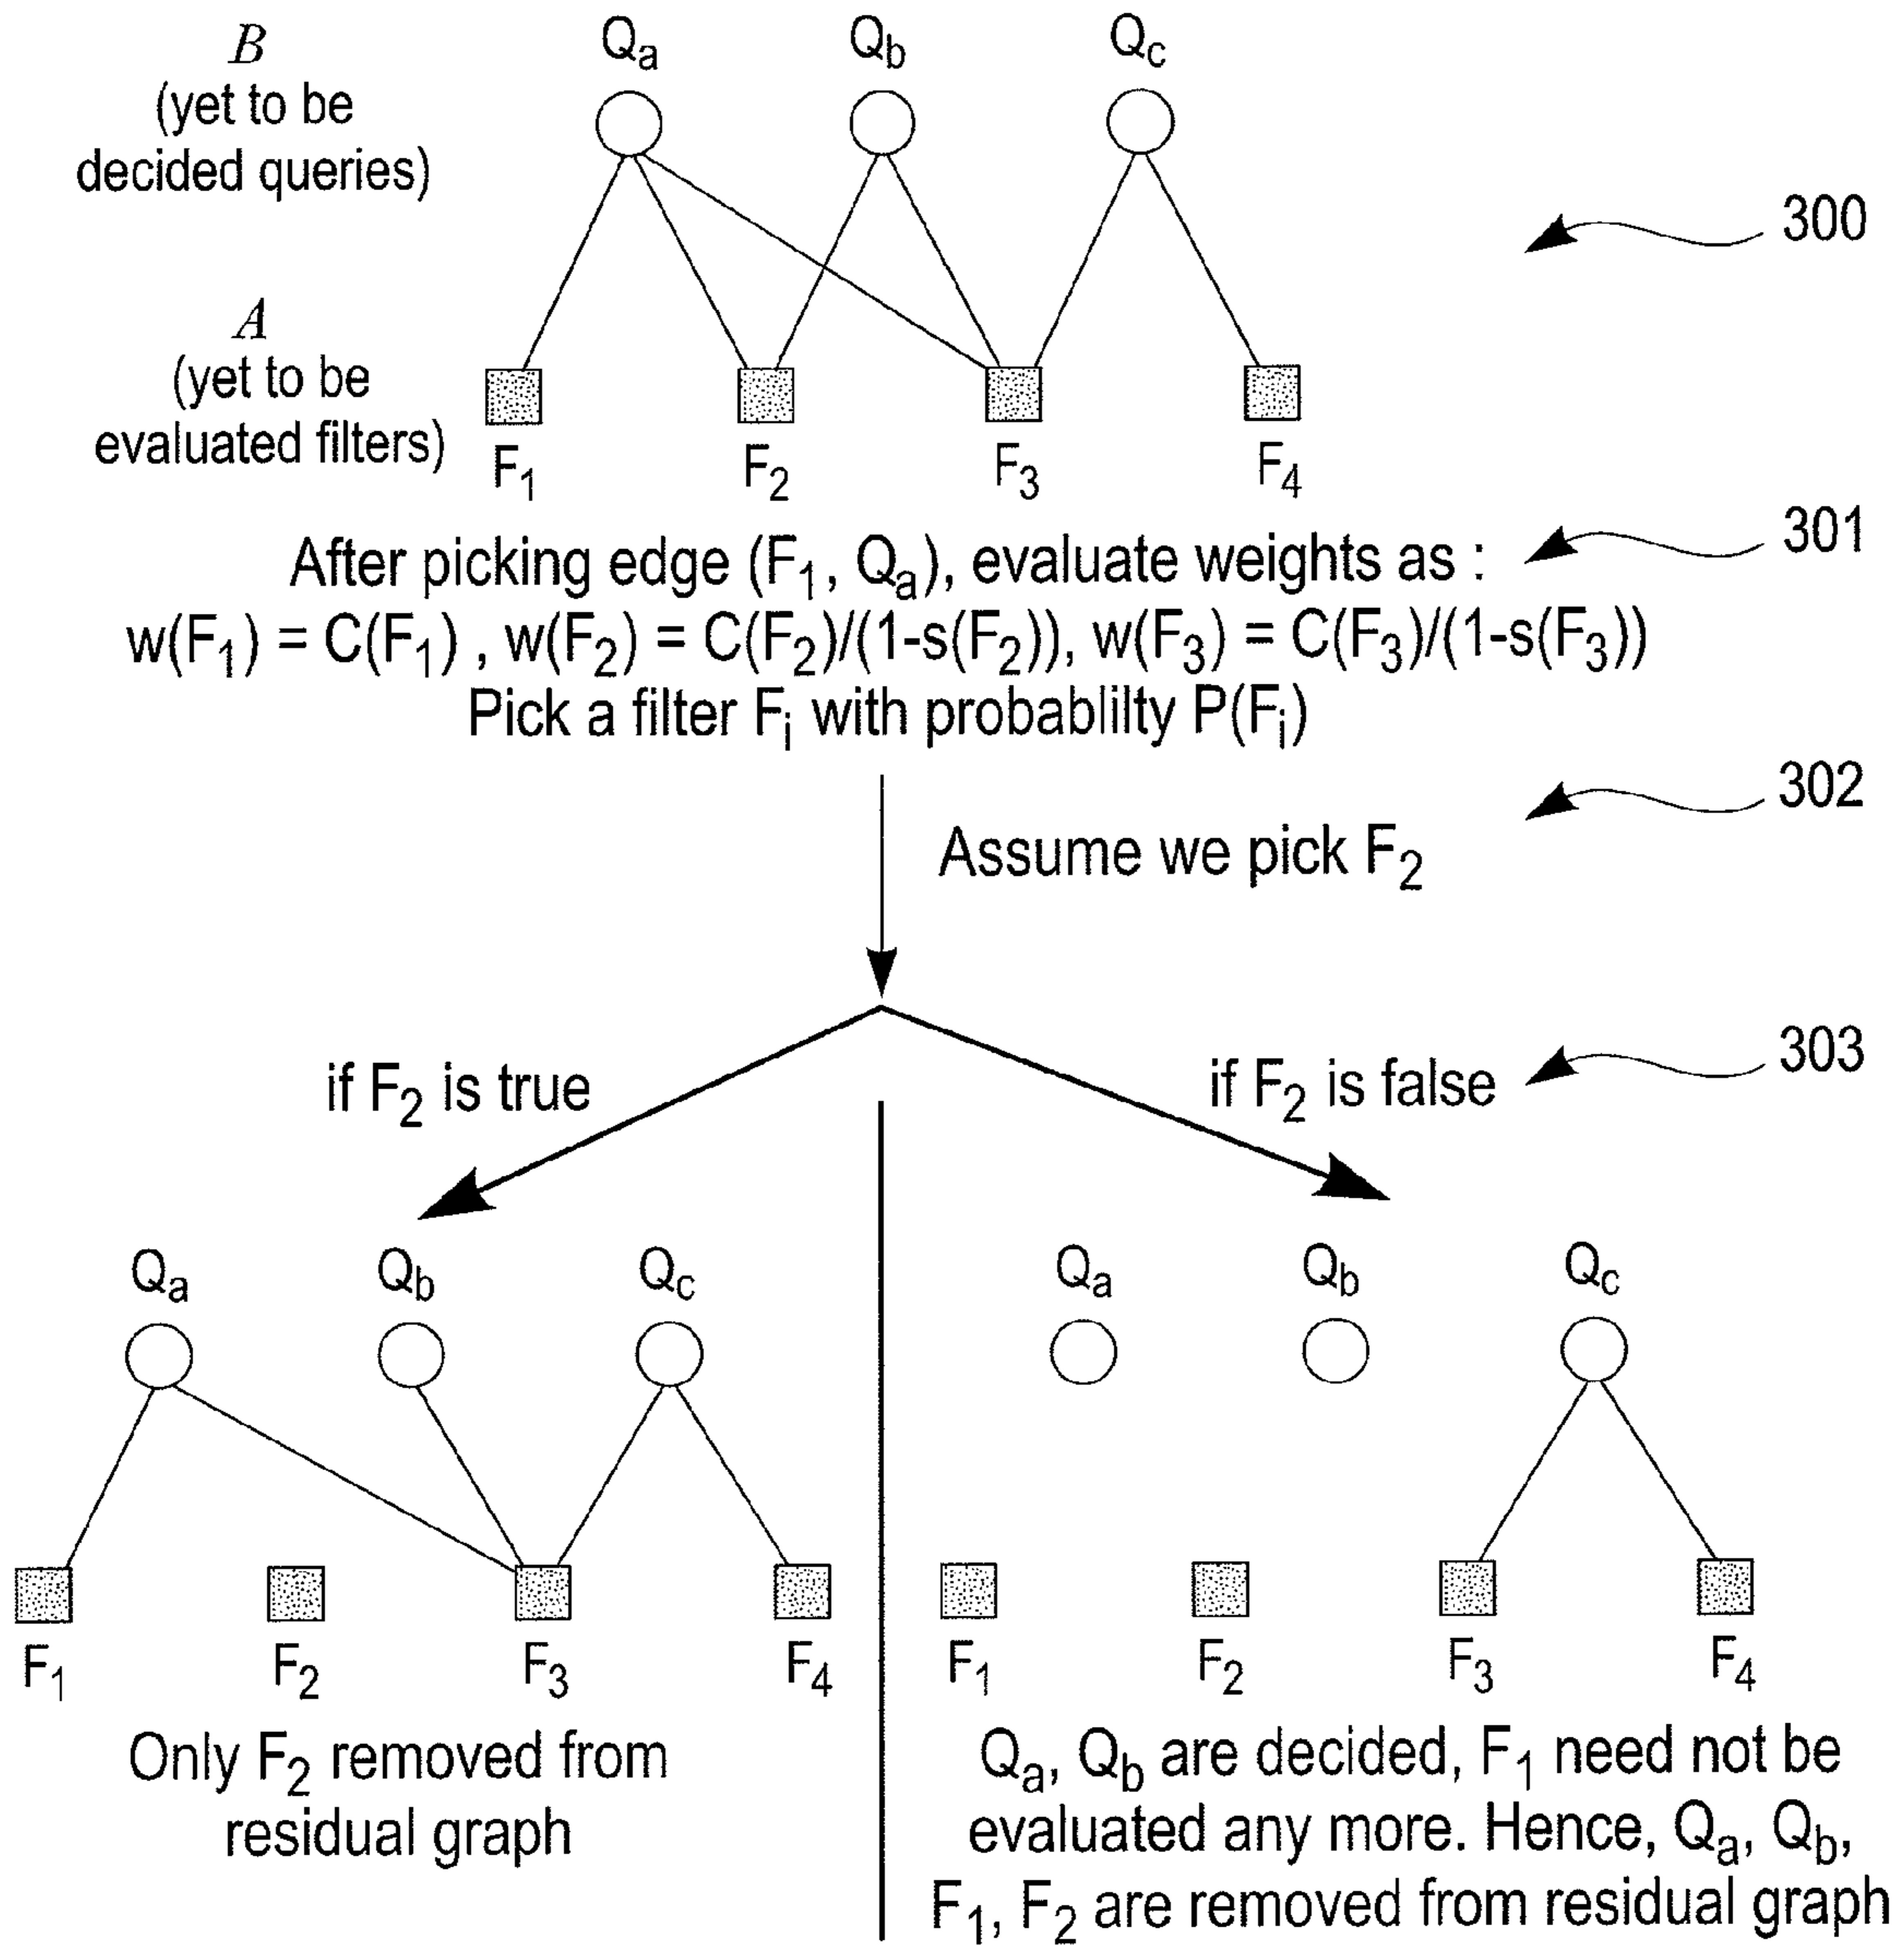 B
(yet to be
decided queries)
Qa Qb Qc
300
A
(yet to be
evaluated filters)
F1 F2 F3 F4
301
After picking edge (F1, Qa), evaluate weights as :
w(F1) = C(F1) , w(F2) = C(F2)/(1-s(F2)), w(F3) = C(F3)/(1-s(F3))
Pick a filter Fi with probablilty P(Fi)
302
Assume we pick F2
303
if F2 is true
if F2 is false
Qa Qb Qc
F1 F2 F3 F4
Only F2 removed from
residual graph
Qa Qb Qc
F1 F2 F3 F4
Qa, Qb are decided, F1 need not be
evaluated any more. Hence, Qa, Qb,
F1, F2 are removed from residual graph